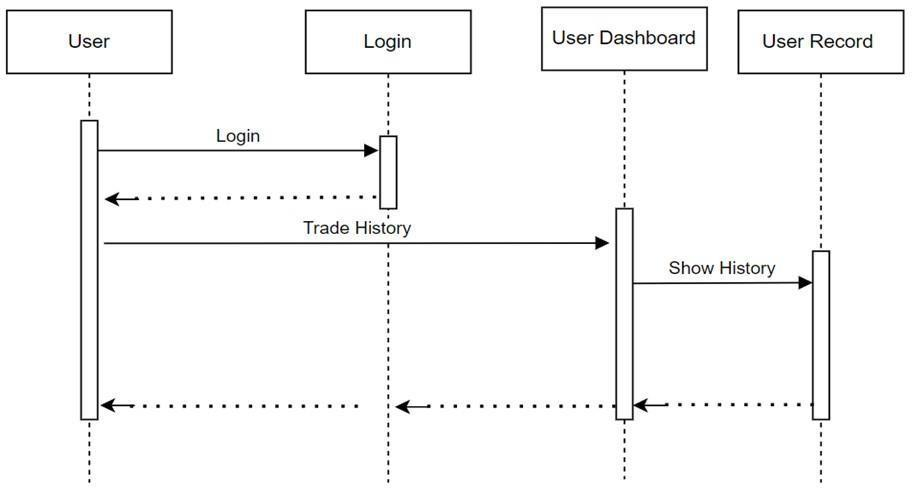 User
Login
User Dashboard
User Record
Login
Trade History
Show History